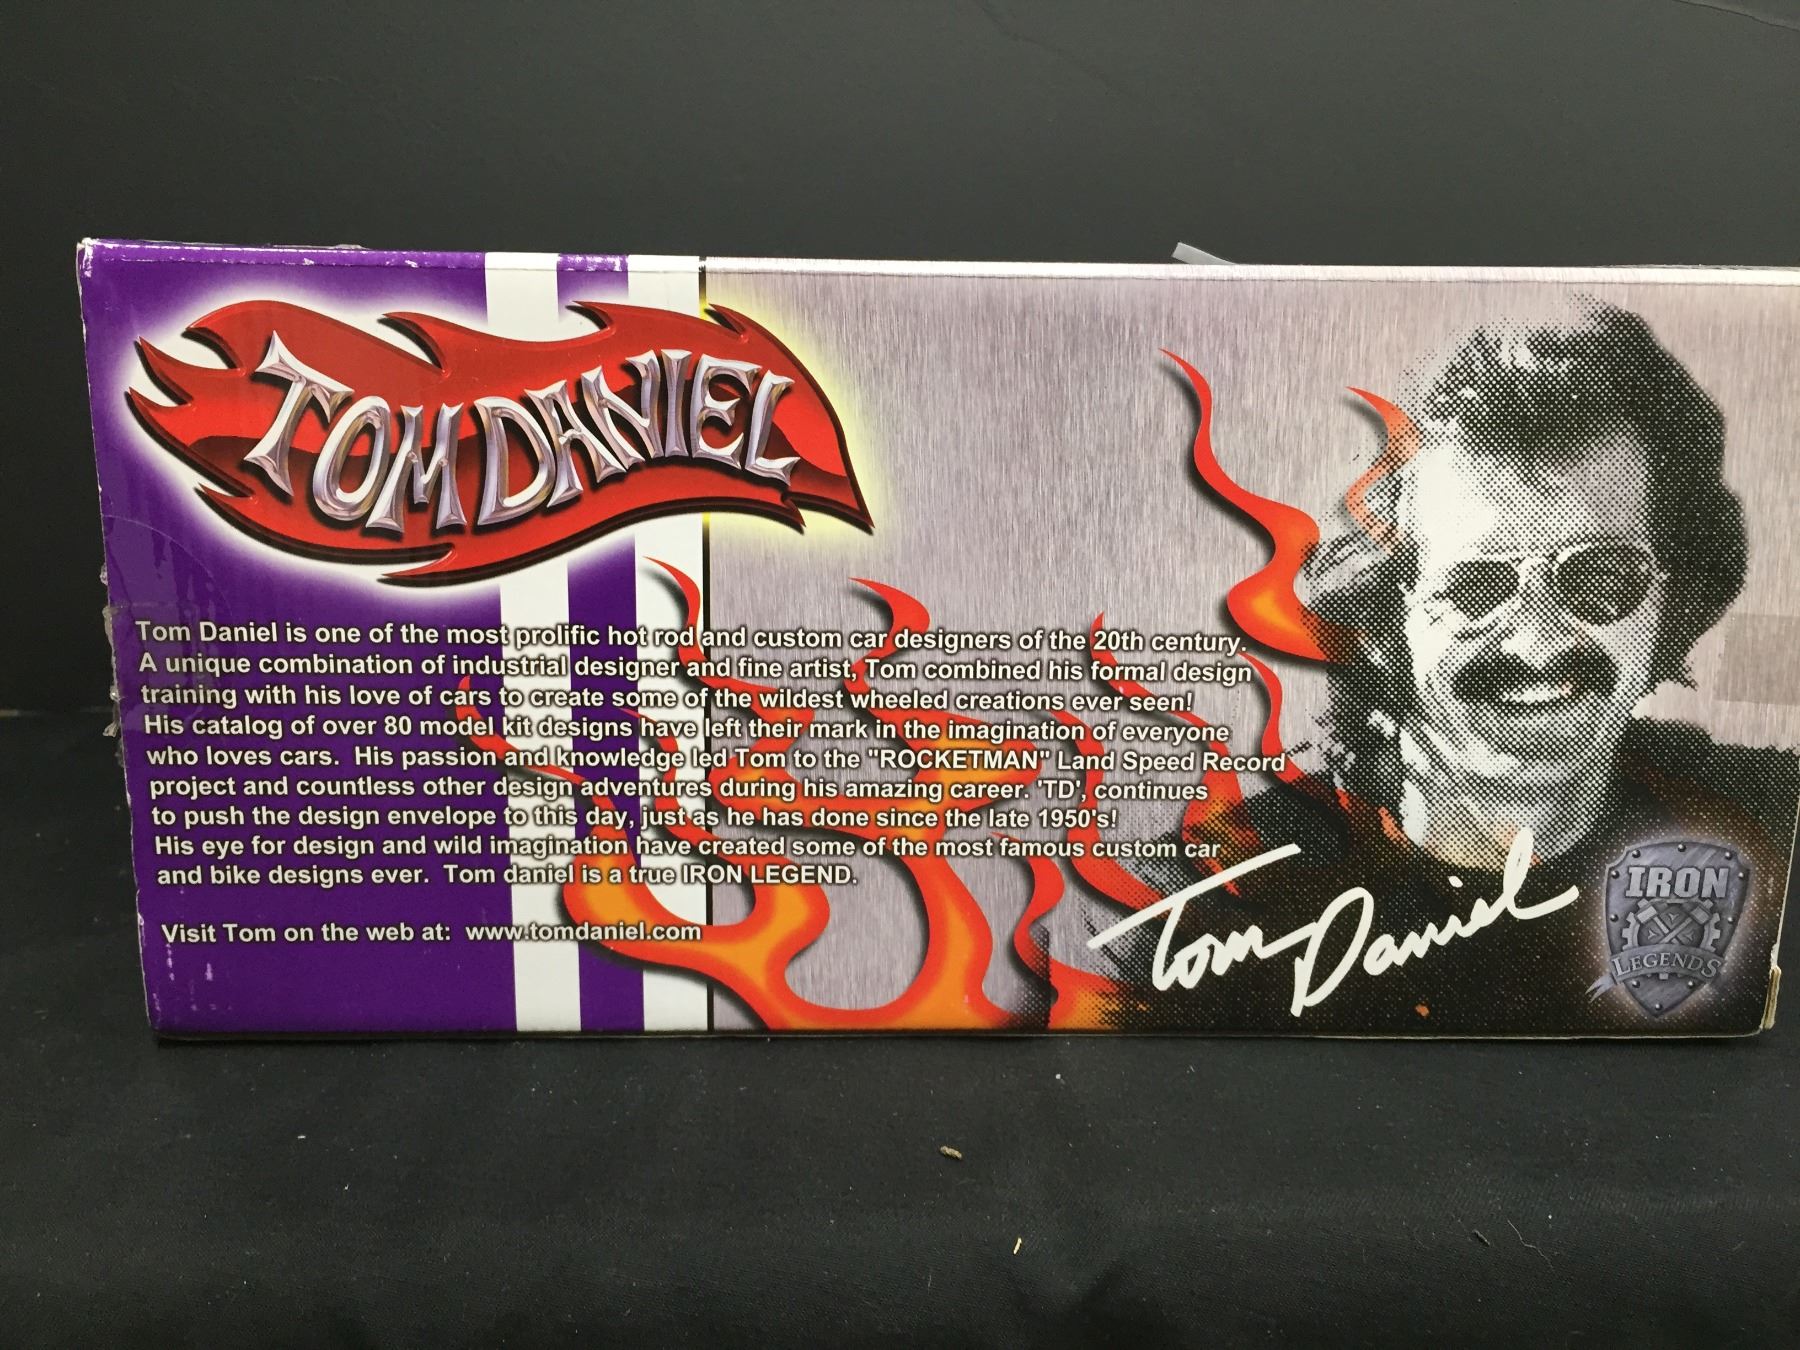 TOM DANIEL
Tom Daniel is one of the most prolific hot rod and custom car designers of the 20th century.
A unique combination of industrial designer and fine artist, Tom combined his formal design
training with his love of cars to create some of the wildest wheeled creations ever seen!
His catalog of over 80 model kit designs have left their mark in the imagination of everyone
who loves cars. His passion and knowledge led Tom to the "ROCKETMAN" Land Speed Record
project and countless other design adventures during his amazing career. 'TD', continues
to push the design envelope to this day, just as he has done since the late 1950's!
His eye for design and wild imagination have created some of the most famous custom car
and bike designs ever. Tom daniel is a true IRON LEGEND.
Visit Tom on the web at: www.tomdaniel.com
Tom Daniel
IRON
LEGENDS